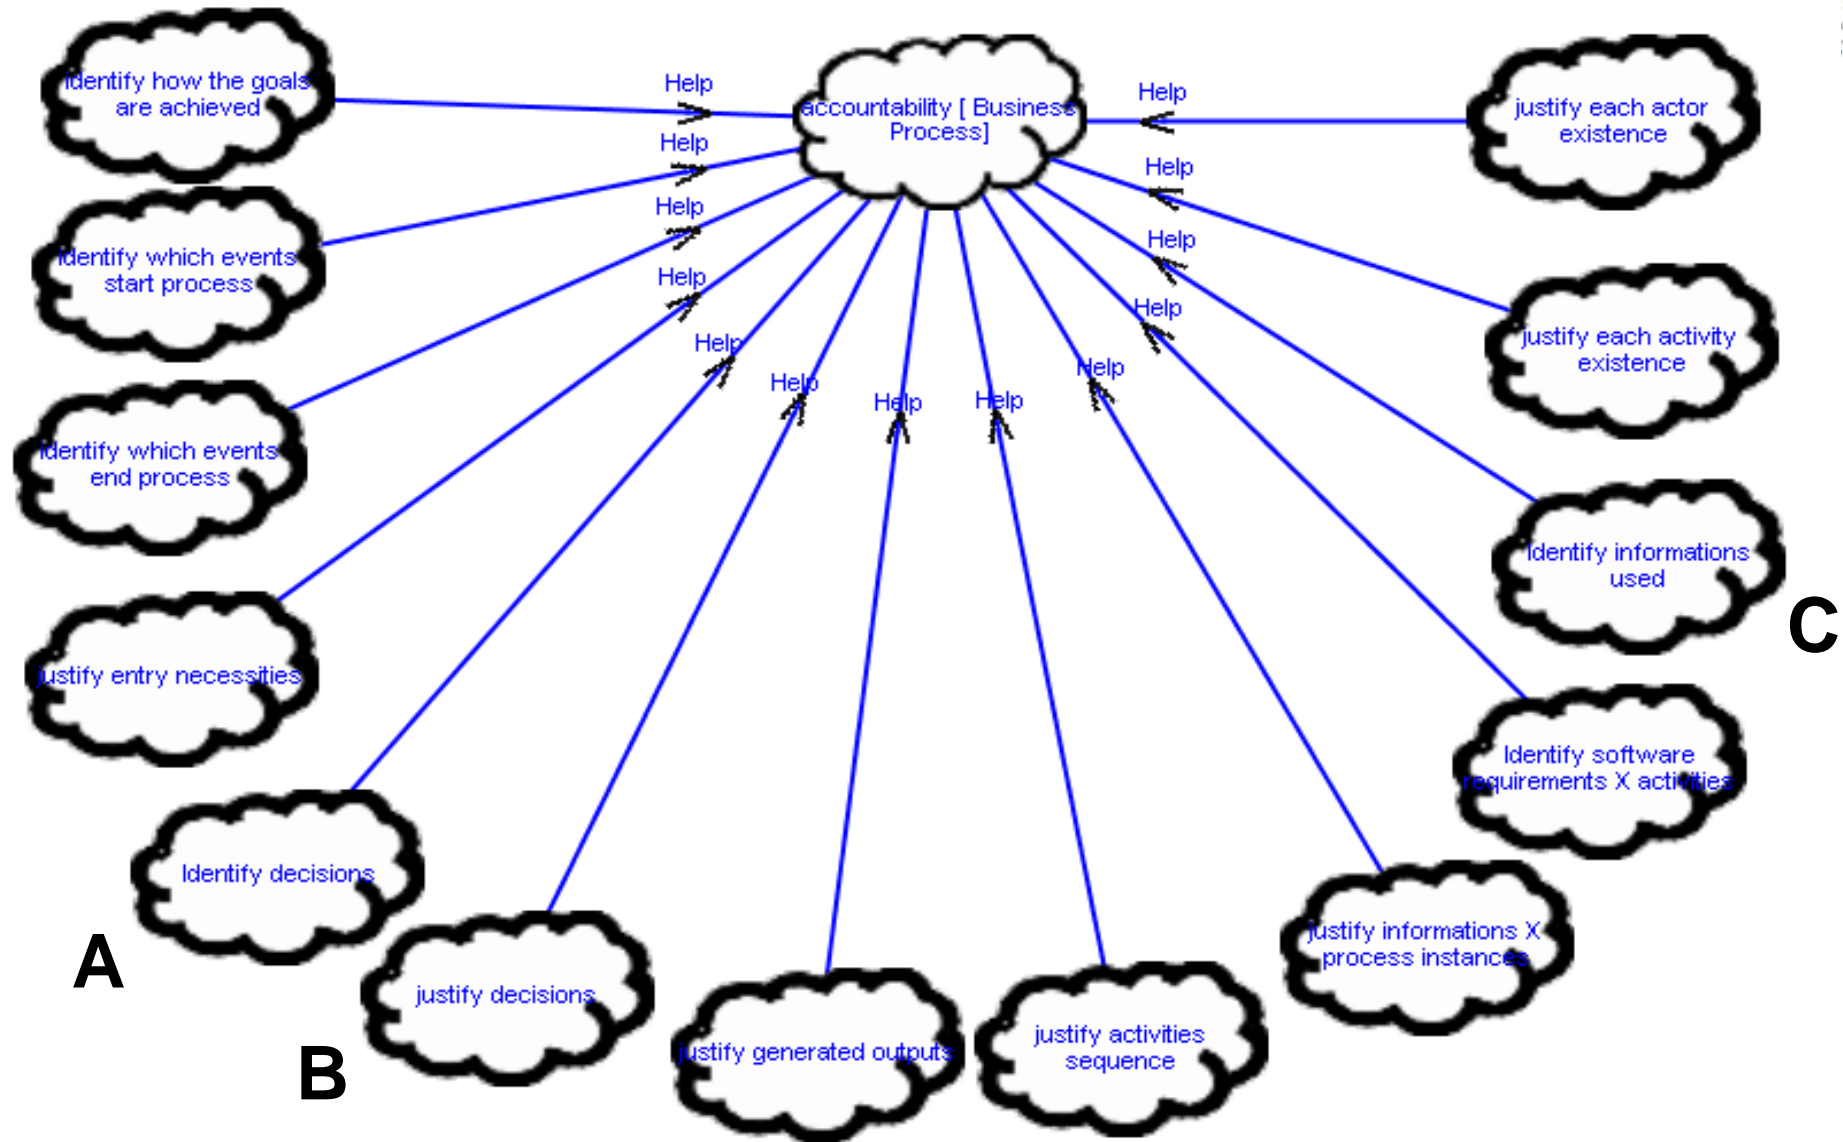 identify how the goals
are achieved
Help
accountability [ Business
Process]
Help
justify each actor
existence
Help
Help
identify which events
start process
Help
Help
justify each activity
existence
Help
Help
identify which events
end process
Help
Help
Help
Help
Help
Identify informations
used
C
justify entry necessities
Identify software
requirements X activities
Identify decisions
A
justify informations X
process instances
justify decisions
B
justify generated outputs
justify activities
sequence